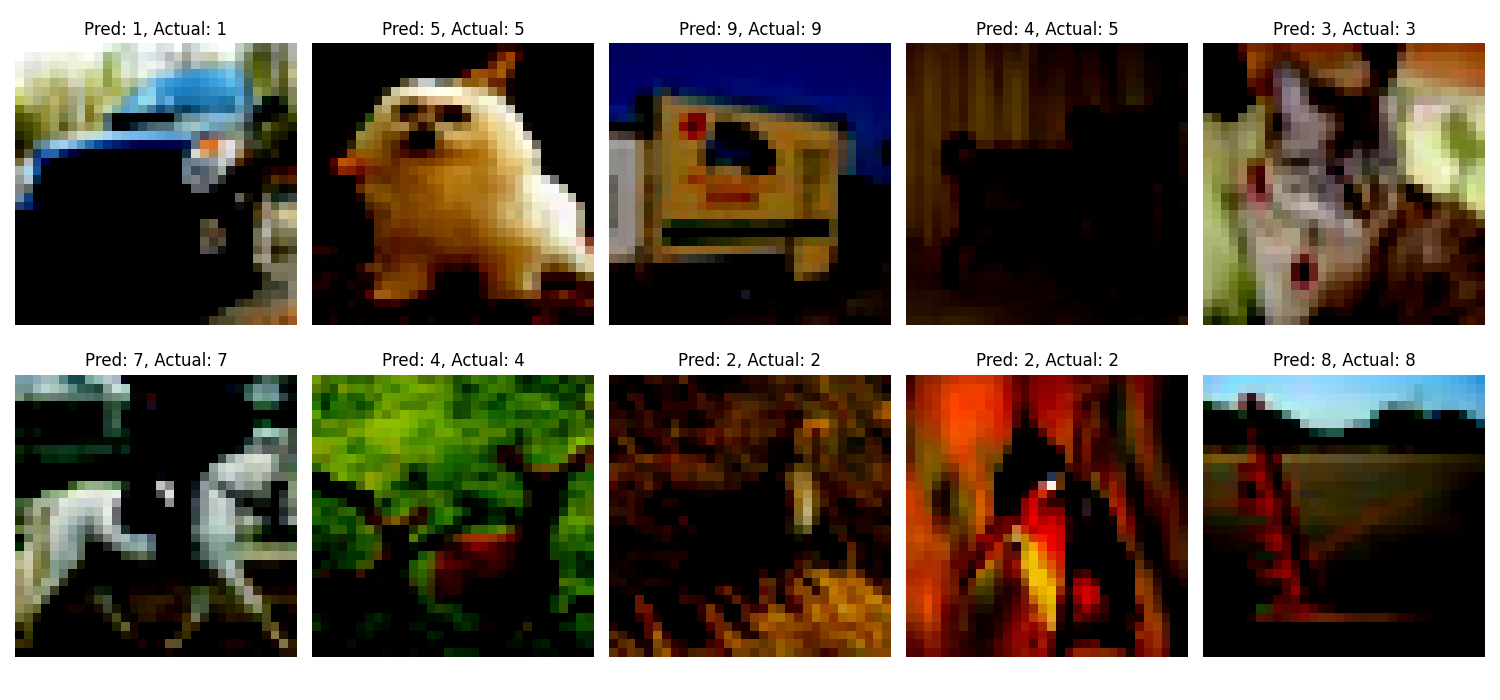 Pred: 1, Actual: 1
Pred: 5, Actual: 5
Pred: 9, Actual: 9
Pred: 4, Actual: 5
Pred: 3, Actual: 3
Pred: 7, Actual: 7
Pred: 4, Actual: 4
Pred: 2, Actual: 2
Pred: 2, Actual: 2
Pred: 8, Actual: 8